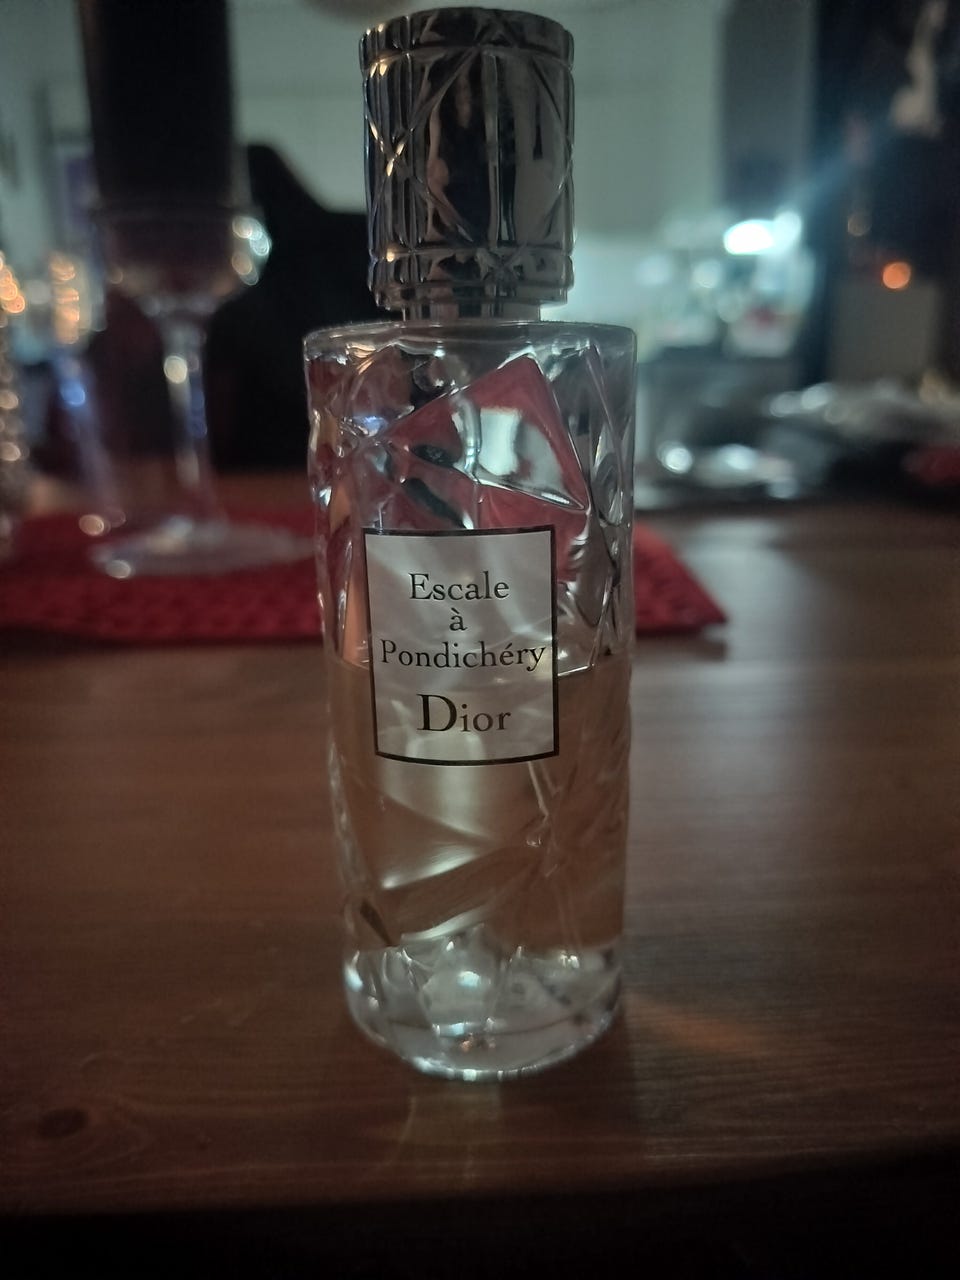 Escale
à
Pondichéry
Dior